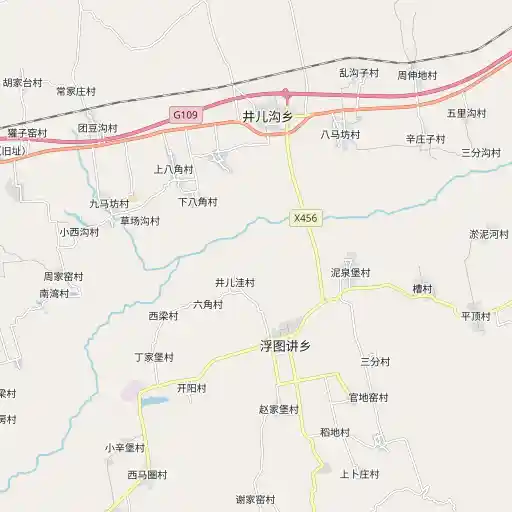 乱沟子村
周伸地村
胡家台村
常家庄村
G109
井儿沟乡
五里沟村
獾子窑村
(旧址)
团豆沟村
八马坊村
辛庄子村
三分沟村
上八角村
九马坊村
下八角村
草场沟村
X456
小西沟村
淤泥河村
周家窑村
南湾村
泥泉堡村
井儿洼村
槽村
六角村
西梁村
平顶村
浮图讲乡
丁家堡村
三分村
开阳村
梁村
官地窑村
赵家堡村
房村
稻地村
小辛堡村
西马圈村
上卜庄村
谢家窑村